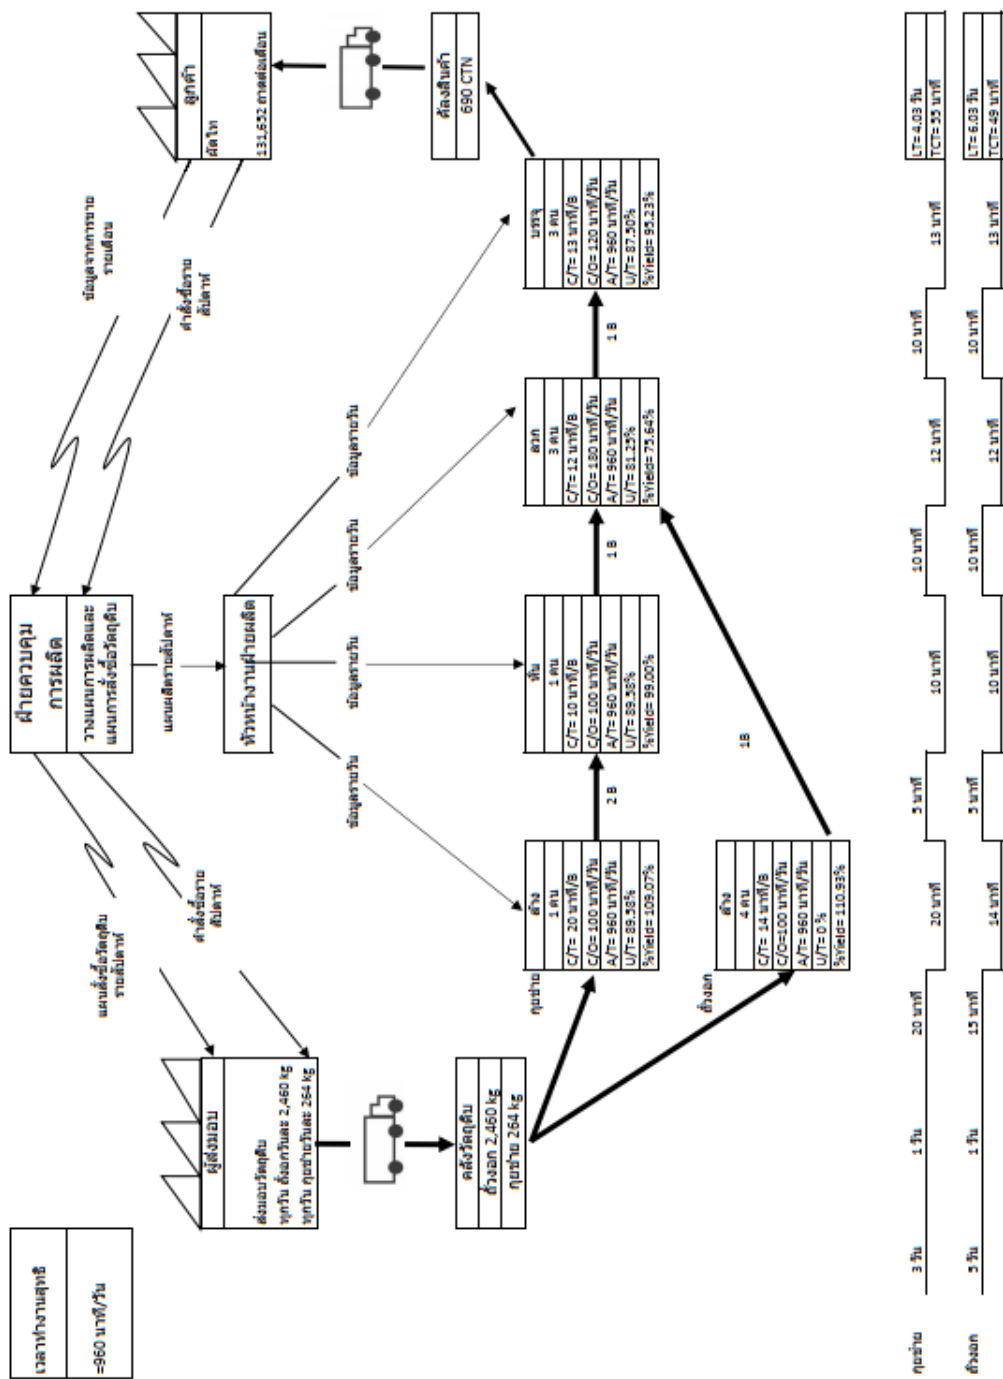 เวลาทำงานสุทธิ
=960 นาที/วัน
ฝ่ายควบคุม
การผลิต
วางแผนการผลิตและ
แผนการสั่งซื้อวัตถุดิบ
ลูกค้า
ผัดไท
131,652 ถาดต่อเดือน
ข้อมูลจากการขาย
รายเดือน
คำสั่งซื้อราย
สัปดาห์
แผนสั่งซื้อวัตถุดิบ
รายสัปดาห์
คำสั่งซื้อราย
สัปดาห์
แผนผลิตรายสัปดาห์
หัวหน้างานฝ่ายผลิต
ผู้ส่งมอบ
ส่งมอบวัตถุดิบ
ทุกวัน ถั่งอกวันละ 2,460 kg
ทุกวัน กุยช่ายวันละ 264 kg
ข้อมูลรายวัน
ข้อมูลรายวัน
ข้อมูลรายวัน
ข้อมูลรายวัน
คลังวัตถุดิบ
ถั่วงอก 2,460 kg
กุยช่าย 264 kg
คลังสินค้า
690 CTN
กุยช่าย
ล้าง
1 คน
C/T= 20 นาที/B
C/O= 100 นาที/วัน
A/T= 960 นาที/วัน
U/T= 89.58%
%Yield= 109.07%
2 B
หั่น
1 คน
C/T= 10 นาที/B
C/O= 100 นาที/วัน
A/T= 960 นาที/วัน
U/T= 89.58%
%Yield= 99.00%
1 B
ลวก
3 คน
C/T= 12 นาที/B
C/O= 180 นาที/วัน
A/T= 960 นาที/วัน
U/T= 81.25%
%Yield= 75.64%
1 B
บรรจุ
3 คน
C/T= 13 นาที/B
C/O= 120 นาที/วัน
A/T= 960 นาที/วัน
U/T= 87.50%
%Yield= 95.23%
ถั่วงอก
ล้าง
4 คน
C/T= 14 นาที/B
C/O=100 นาที/วัน
A/T= 960 นาที/วัน
U/T= 0 %
%Yield= 110.93%
1B
กุยช่าย 3 วัน 1 วัน 20 นาที 20 นาที 5 นาที 10 นาที 10 นาที 12 นาที 10 นาที 13 นาที
LT= 4.03 วัน
TCT= 55 นาที
ถั่วงอก 5 วัน 1 วัน 15 นาที 14 นาที 5 นาที 10 นาที 10 นาที 12 นาที 10 นาที 13 นาที
LT= 6.03 วัน
TCT= 49 นาที